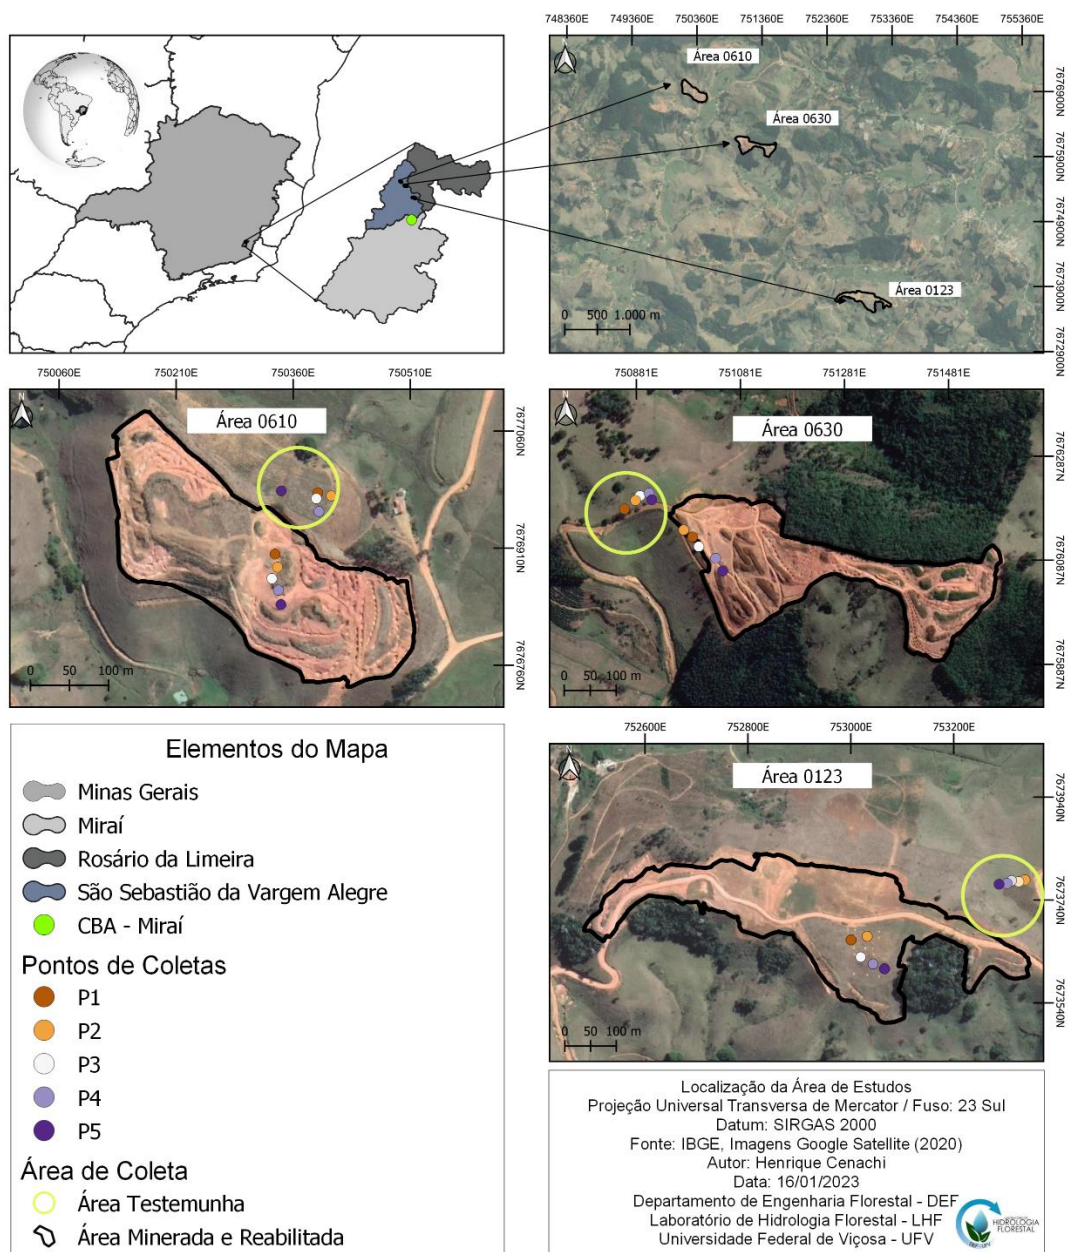 748360E 749360E 750360E 751360E 752360E 753360E 754360E 755360E
Área 0610
Área 0630
Área 0123
0 500 1.000 m
7676900N
7675900N
7674900N
7673900N
7672900N
750060E 750210E 750360E 750510E
N
Área 0610
7677060N
7676910N
7676760N
0 50 100 m
750881E 751081E 751281E 751481E
N
Área 0630
7676287N
7676087N
7675887N
0 50 100 m
752600E 752800E 753000E 753200E
N
Área 0123
7673940N
7673740N
7673540N
0 50 100 m
Elementos do Mapa
Minas Gerais
Miraí
Rosário da Limeira
São Sebastião da Vargem Alegre
CBA - Miraí
Pontos de Coletas
P1
P2
P3
P4
P5
Área de Coleta
Área Testemunha
Área Minerada e Reabilitada
Localização da Área de Estudos
Projeção Universal Transversa de Mercator / Fuso: 23 Sul
Datum: SIRGAS 2000
Fonte: IBGE, Imagens Google Satellite (2020)
Autor: Henrique Cenachi
Data: 16/01/2023
Departamento de Engenharia Florestal - DEF
Laboratório de Hidrologia Florestal - LHF
Universidade Federal de Viçosa - UFV
HIDROLOGIA
FLORESTAL